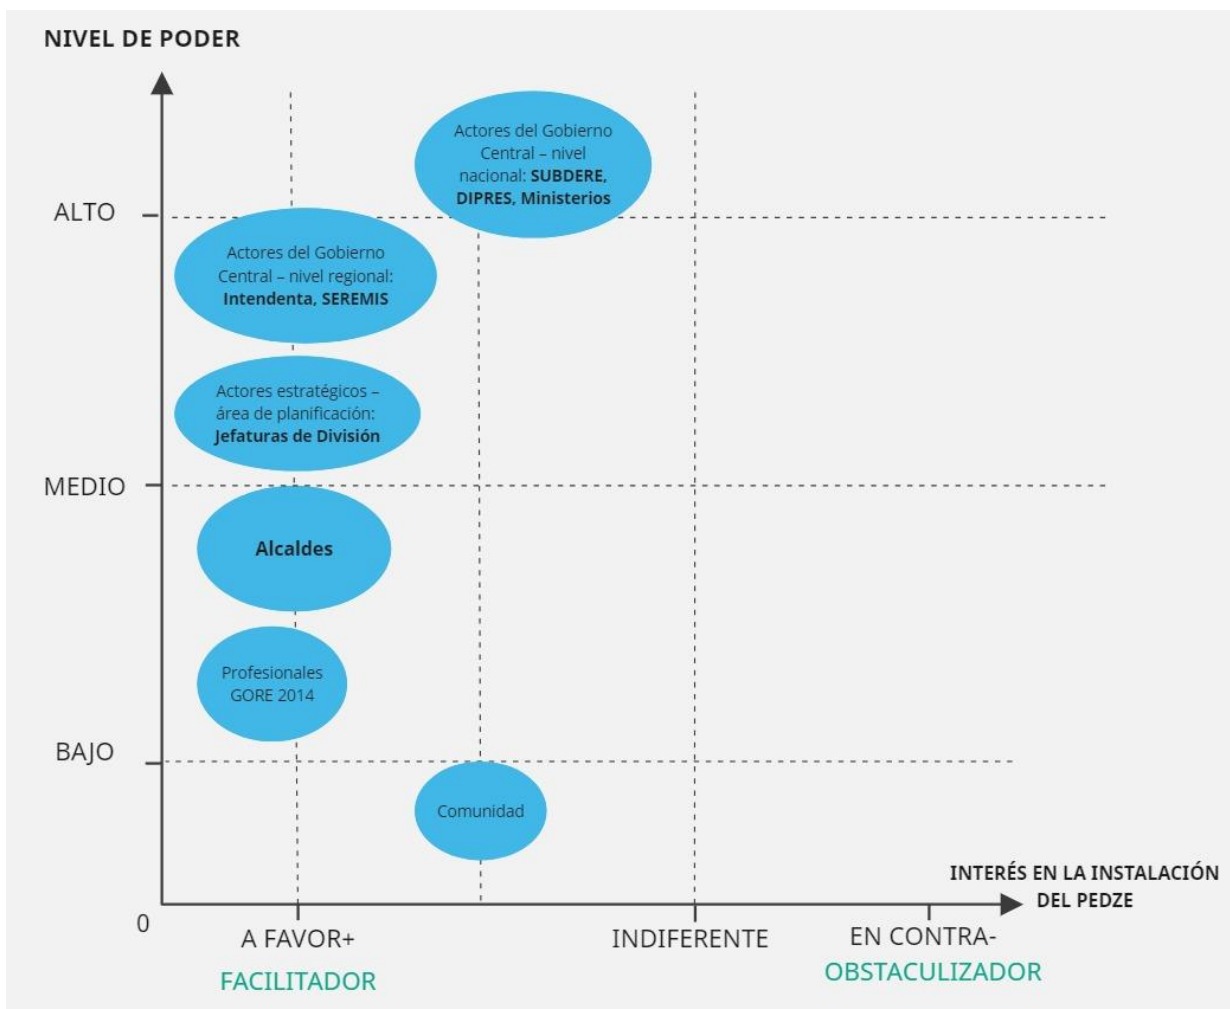 NIVEL DE PODER
Actores del Gobierno
Central – nivel
nacional: SUBDERE,
DIPRES, Ministerios
ALTO
Actores del Gobierno
Central – nivel regional:
Intendenta, SEREMIS
Actores estratégicos –
área de planificación:
Jefaturas de División
MEDIO
Alcaldes
Profesionales
GORE 2014
BAJO
Comunidad
INTERÉS EN LA INSTALACIÓN
DEL PEDZE
0
A FAVOR+
INDIFERENTE
EN CONTRA-
FACILITADOR
OBSTACULIZADOR